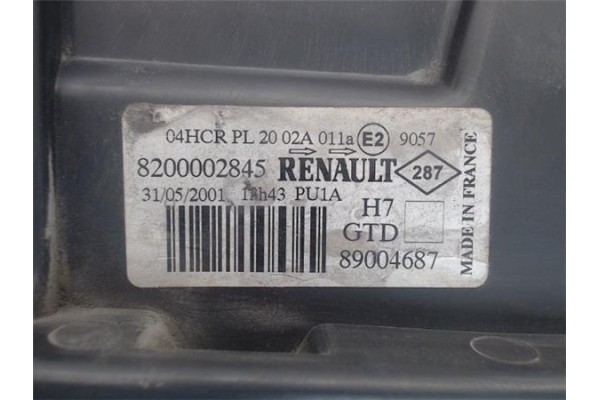 04HCR PL 20 02A 011a E2 9057
8200002845 RENAULT 287
31/05/2001 13h43 PU1A
H7
GTD
89004687
MADE IN FRANCE